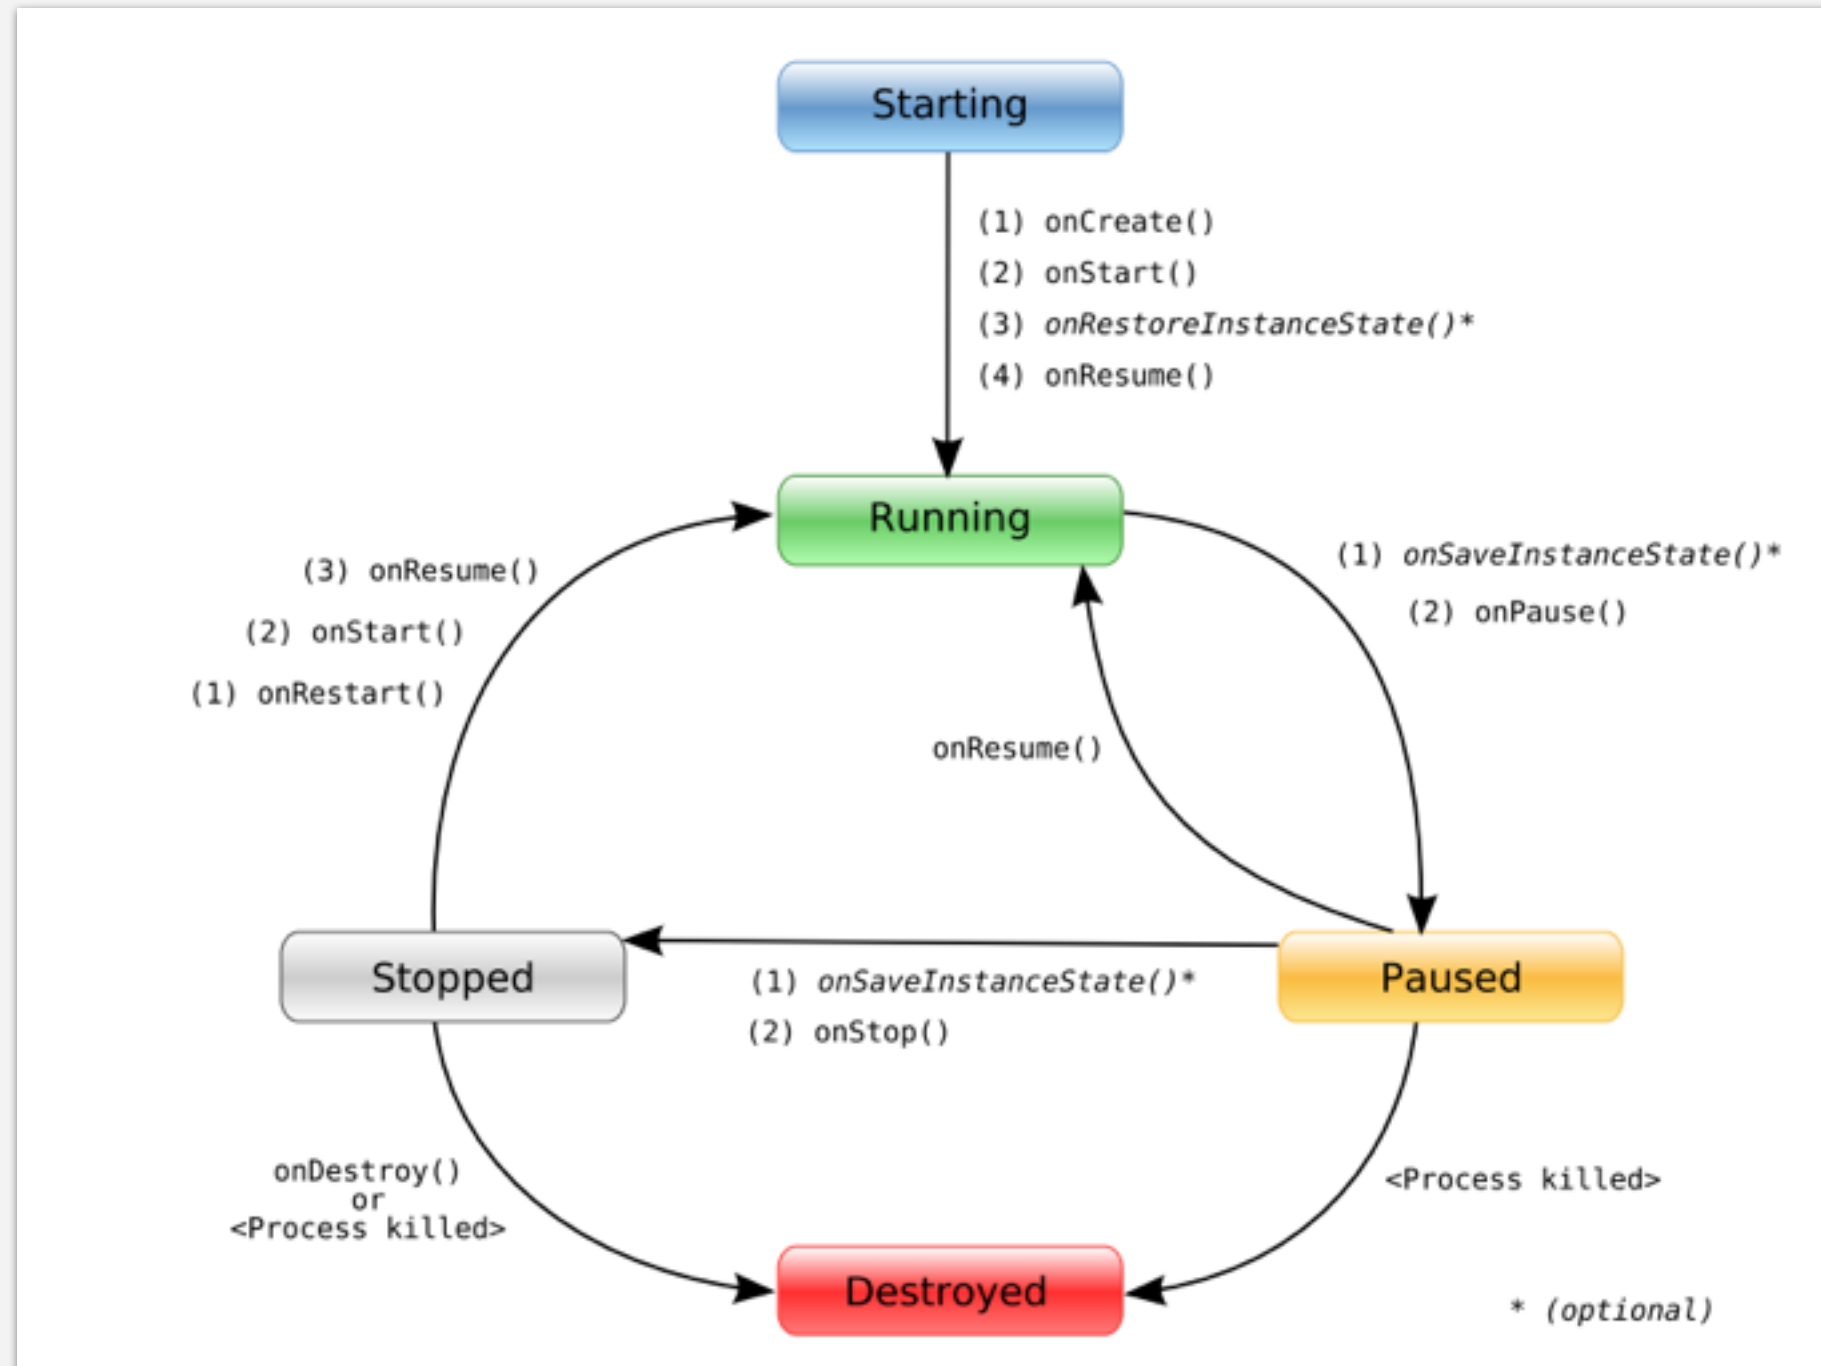 Starting
(1) onCreate()
(2) onStart()
(3) onRestoreInstanceState()*
(4) onResume()
Running
(1) onSaveInstanceState()*
(2) onPause()
(3) onResume()
(2) onStart()
(1) onRestart()
onResume()
Stopped
(1) onSaveInstanceState()*
(2) onStop()
Paused
onDestroy()
or
<Process killed>
<Process killed>
Destroyed
* (optional)